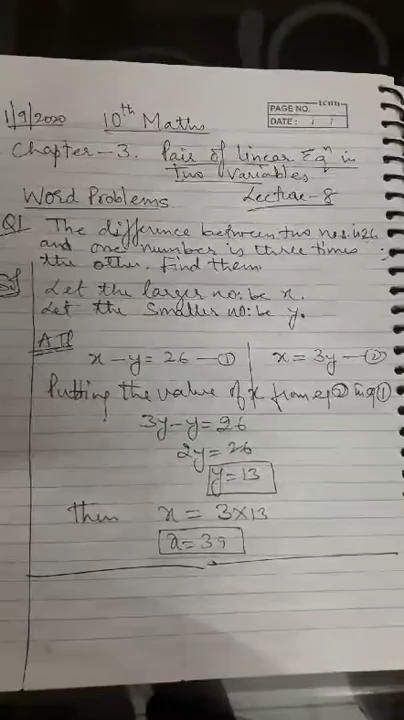 icon
PAGE NO.
DATE: / /
1/9/2020 10th Maths
Chapter-3. Pair of linear Eqn in
Two Variables
Word Problems Lecture-8
Q1 The difference between two nos. is 26
and one number is three times
the other. Find them.
Sol Let the larger no: be x.
Let the smaller no: be y.
ATQ
x-y=26-① x=3y-②
Putting the value of x from eq② in eq①
3y-y=26
2y=26
y=13
Then x=3×13
x=39